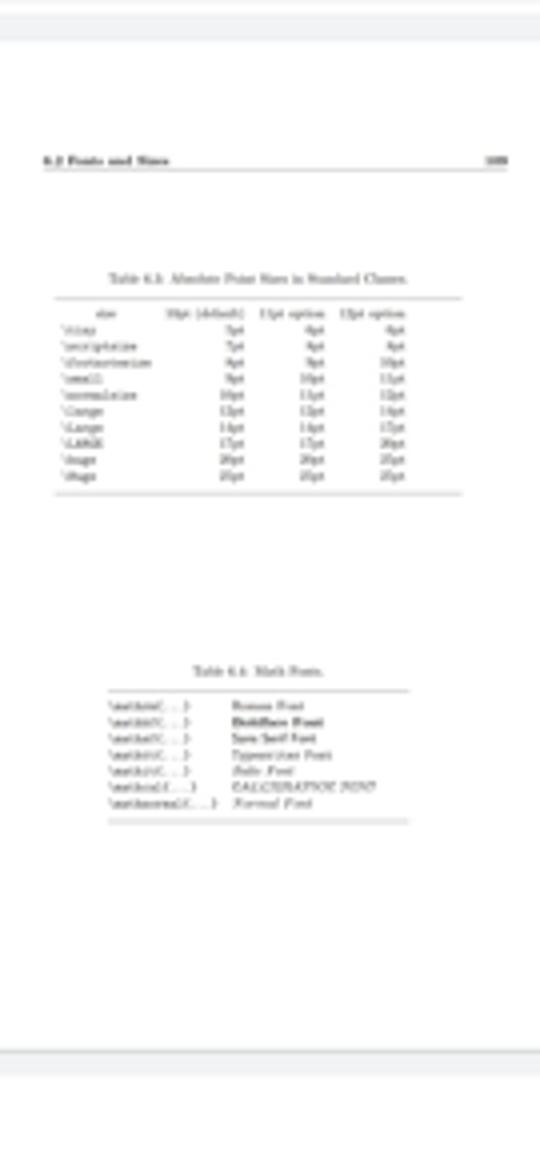 6.2 Fonts and Sizes 109
Table 6.3: Absolute Point Sizes in Standard Classes.
size 10pt (default) 11pt option 12pt option
\tiny 5pt 6pt 6pt
\scriptsize 7pt 8pt 8pt
\footnotesize 8pt 9pt 10pt
\small 9pt 10pt 11pt
\normalsize 10pt 11pt 12pt
\large 12pt 12pt 14pt
\Large 14pt 14pt 17pt
\LARGE 17pt 17pt 20pt
\huge 20pt 20pt 25pt
\Huge 25pt 25pt 25pt
Table 6.4: Math Fonts.
\mathrm{...} Roman Font
\mathbf{...} Boldface Font
\mathsf{...} Sans Serif Font
\mathtt{...} Typewriter Font
\mathit{...} Italic Font
\mathcal{...} CALLIGRAPHIC FONT
\mathnormal{...} Normal Font